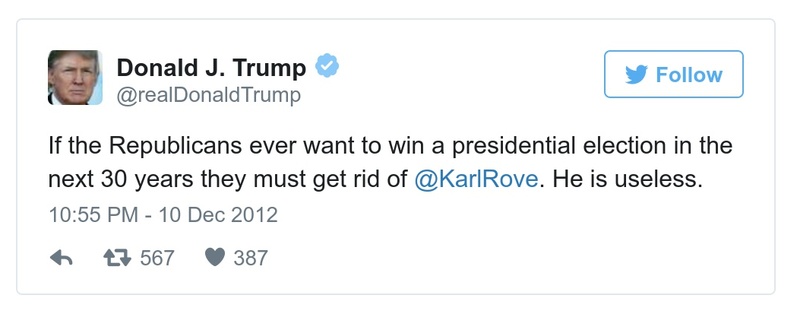 Donald J. Trump
@realDonaldTrump
Follow
If the Republicans ever want to win a presidential election in the
next 30 years they must get rid of @KarlRove. He is useless.
10:55 PM - 10 Dec 2012
567 387